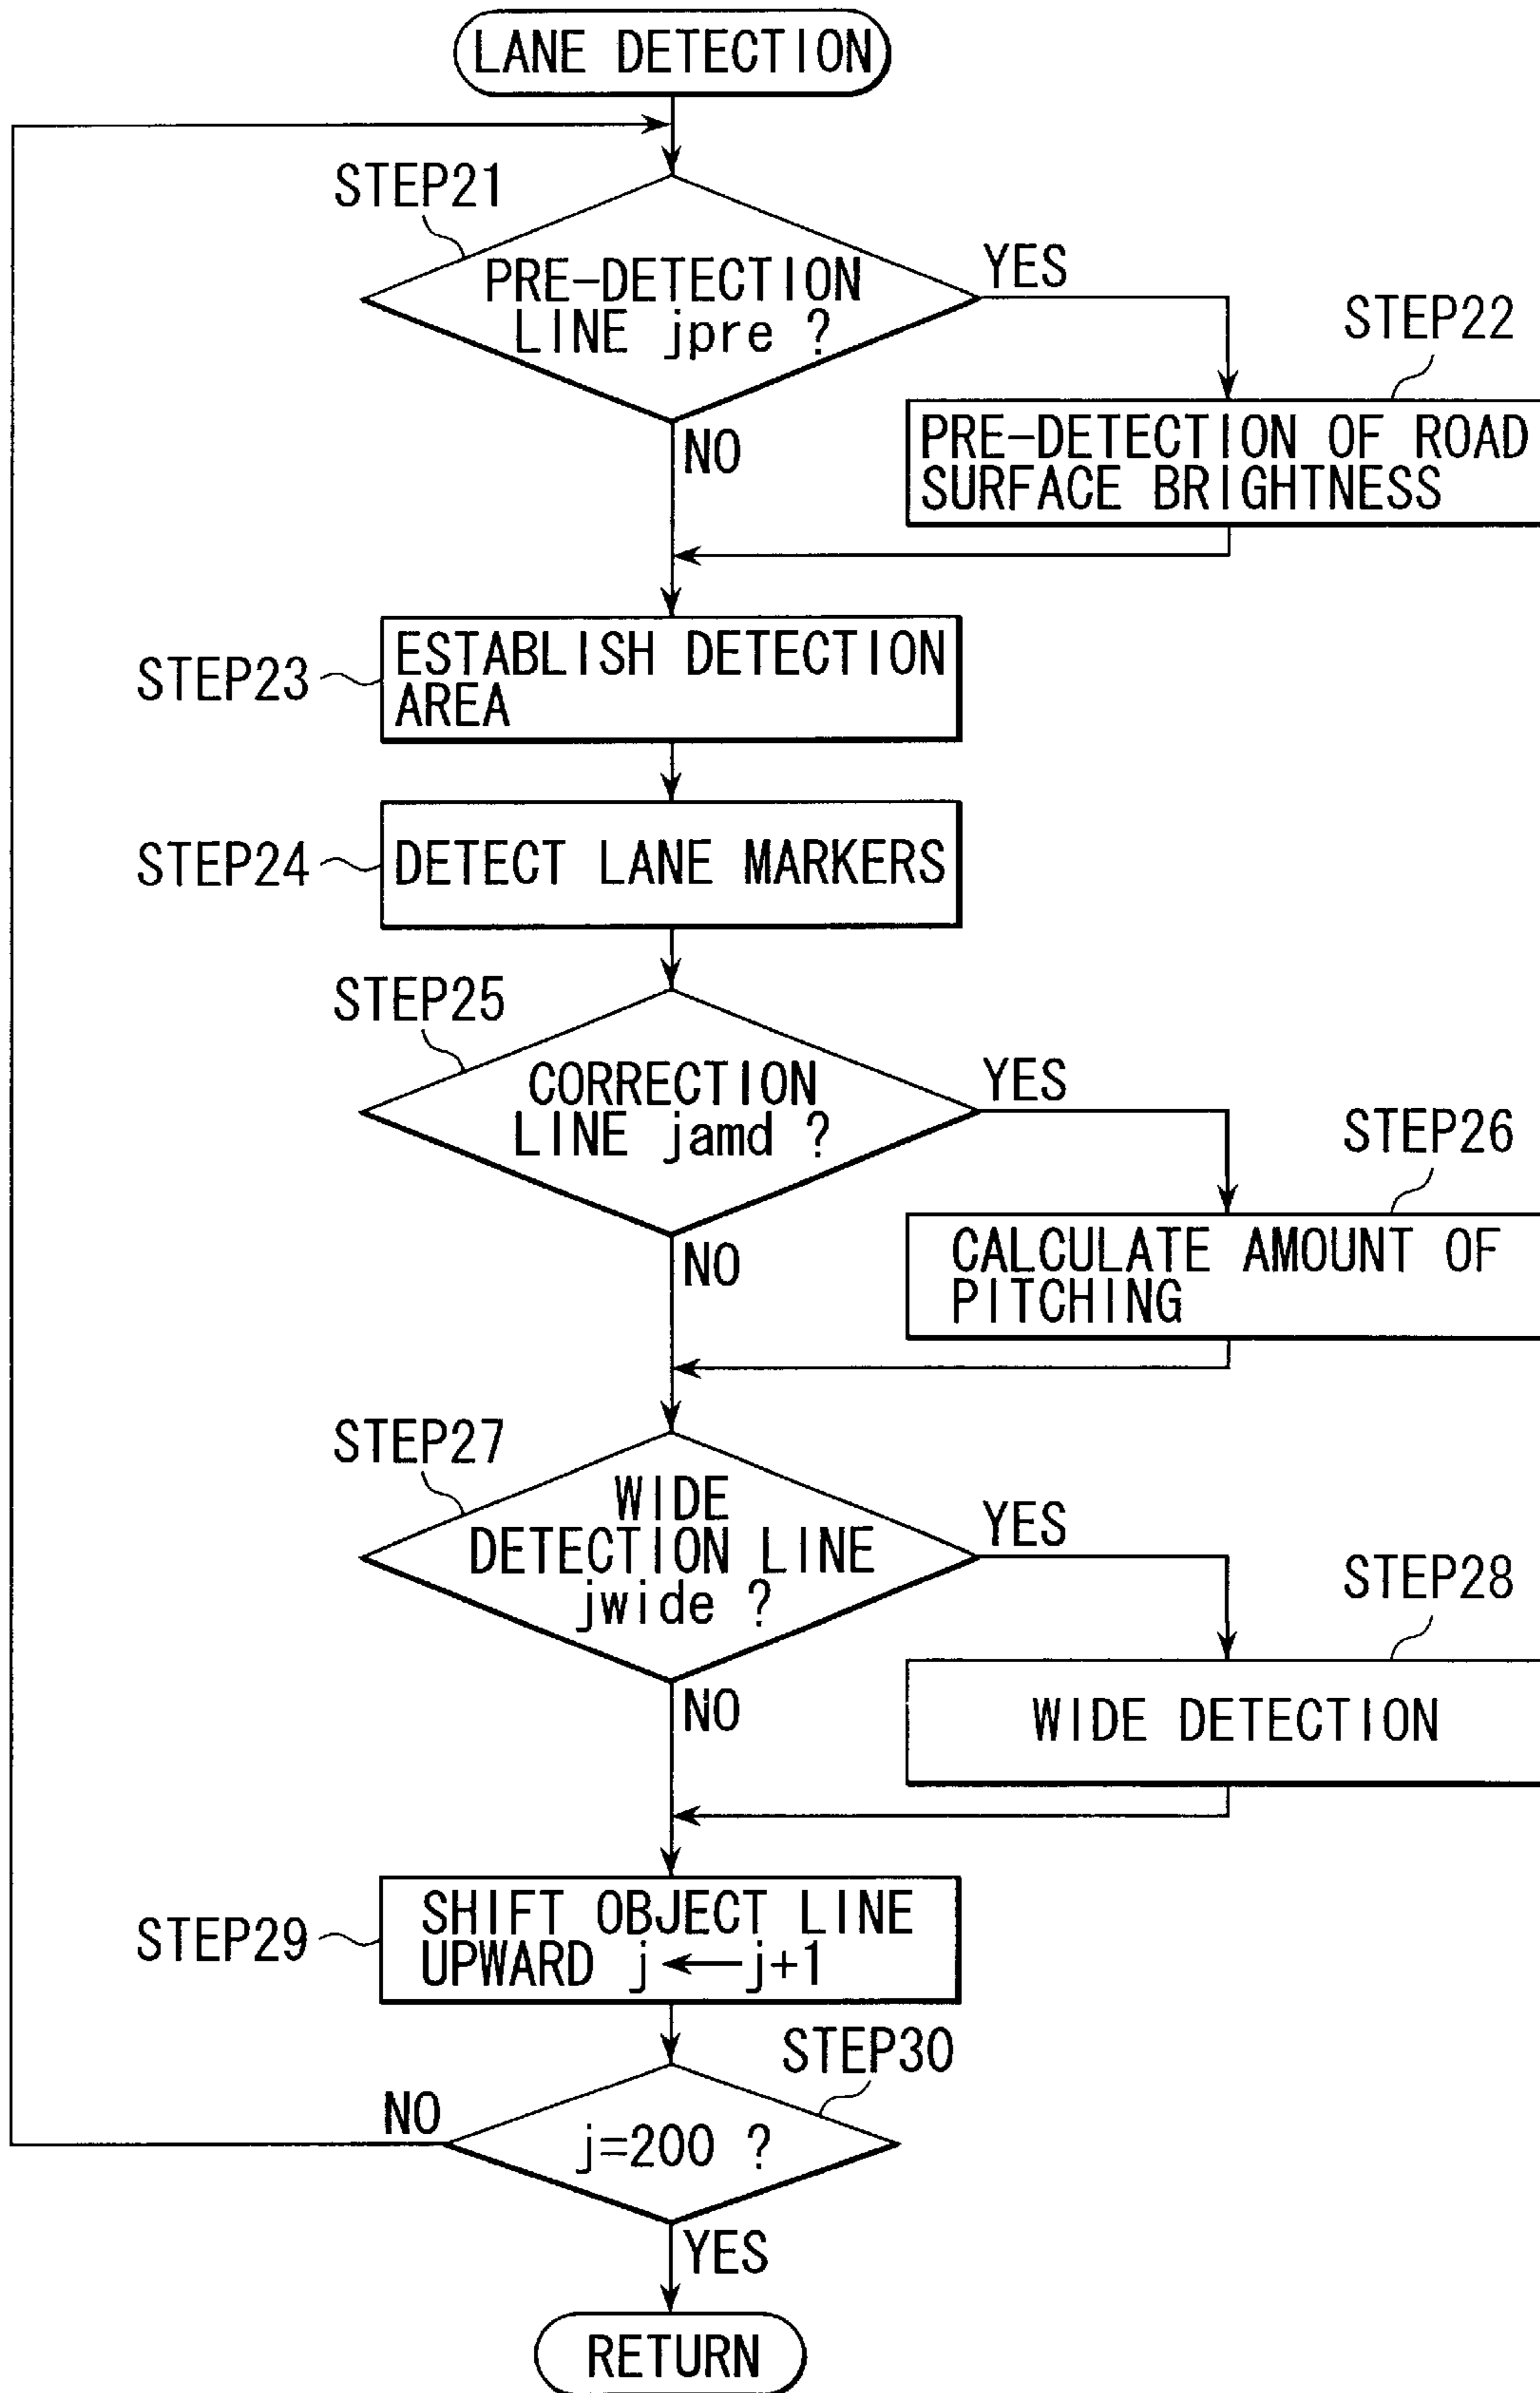 LANE DETECTION
STEP21
PRE-DETECTION
LINE jpre ?
YES
NO
STEP22
PRE-DETECTION OF ROAD
SURFACE BRIGHTNESS
STEP23
ESTABLISH DETECTION
AREA
STEP24
DETECT LANE MARKERS
STEP25
CORRECTION
LINE jamd ?
YES
NO
STEP26
CALCULATE AMOUNT OF
PITCHING
STEP27
WIDE
DETECTION LINE
jwide ?
YES
NO
STEP28
WIDE DETECTION
STEP29
SHIFT OBJECT LINE
UPWARD j ← j+1
STEP30
j=200 ?
NO
YES
RETURN